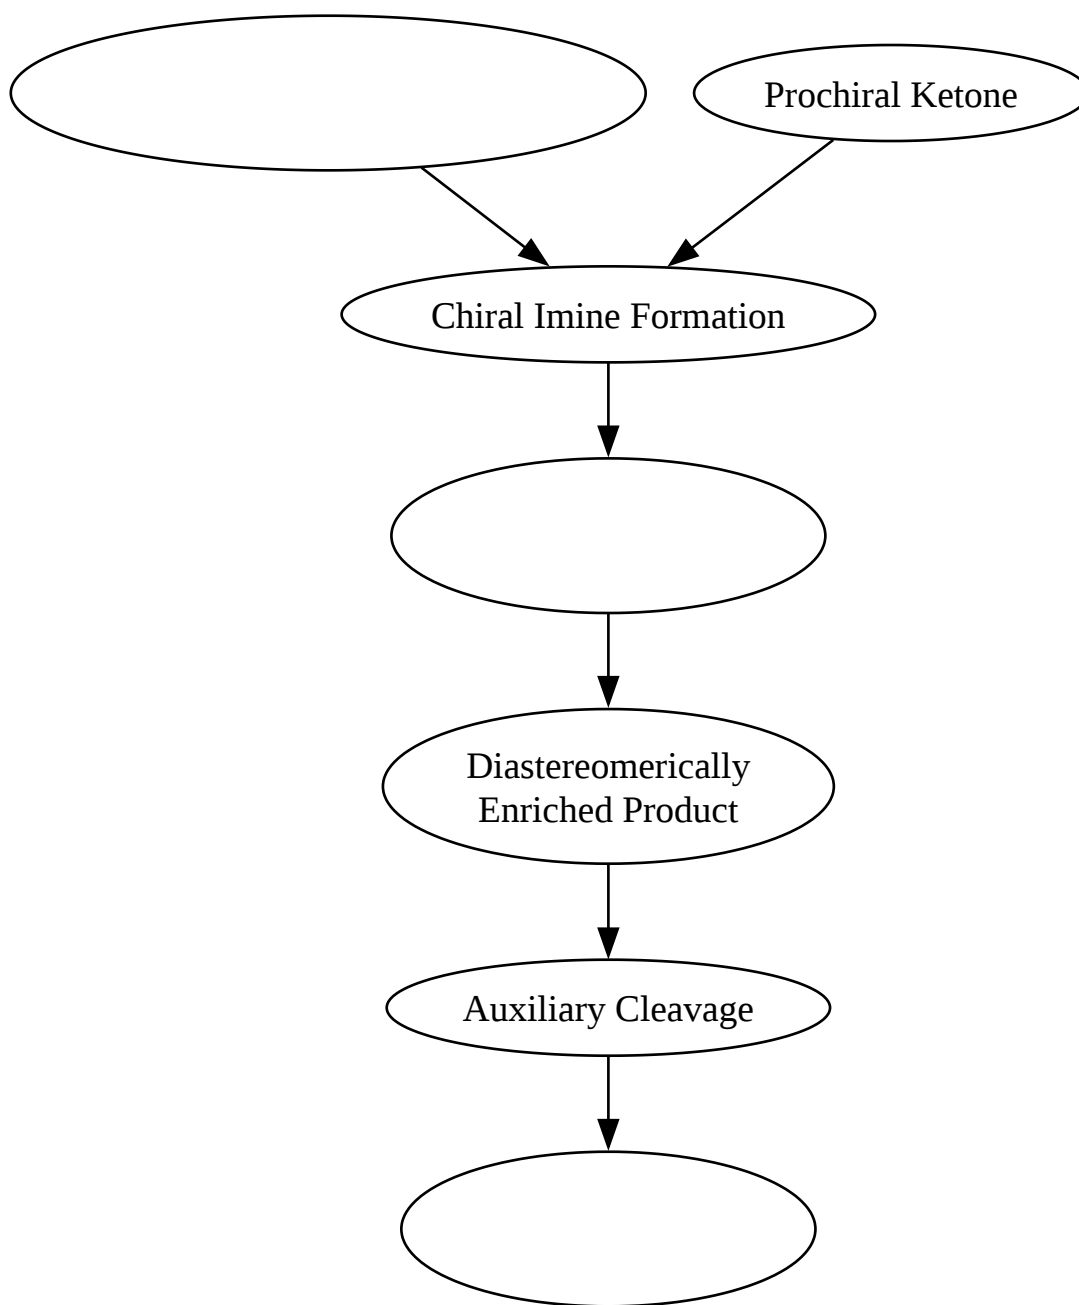 Prochiral Ketone
Chiral Imine Formation
Diastereomerically
Enriched Product
Auxiliary Cleavage